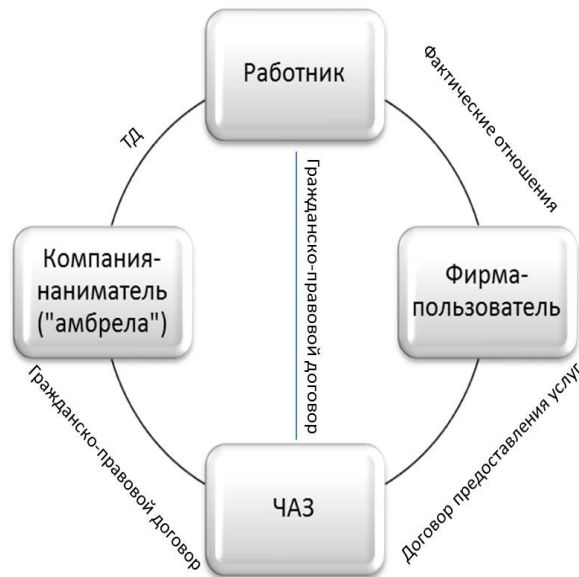 Работник
Фактические отношения
ТД
Гражданско-правовой договор
Компания-
наниматель
("амбрела")
Фирма-
пользователь
Гражданско-правовой договор
Договор предоставления услуг
ЧАЗ